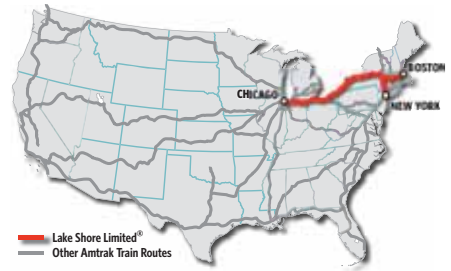 BOSTON
CHICAGO
NEW YORK
Lake Shore Limited®
Other Amtrak Train Routes